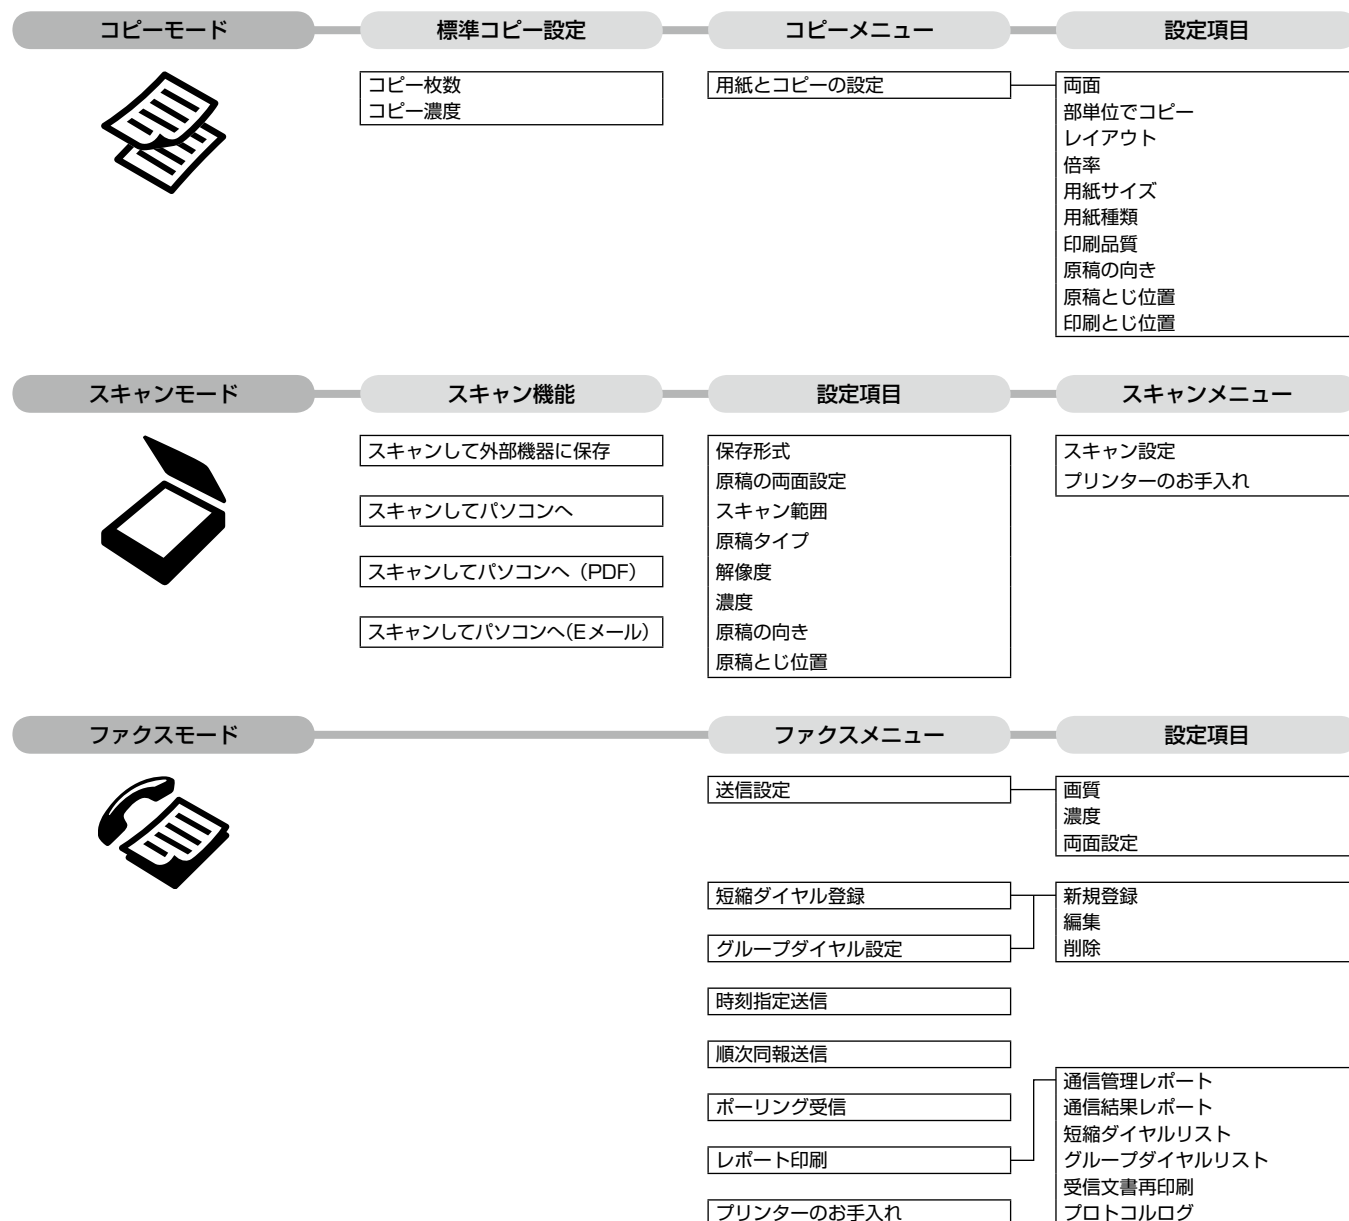 コピーモード
標準コピー設定
コピーメニュー
設定項目
コピー枚数
コピー濃度
用紙とコピーの設定
両面
部単位でコピー
レイアウト
倍率
用紙サイズ
用紙種類
印刷品質
原稿の向き
原稿とじ位置
印刷とじ位置
スキャンモード
スキャン機能
設定項目
スキャンメニュー
スキャンして外部機器に保存
スキャンしてパソコンへ
スキャンしてパソコンへ（PDF）
スキャンしてパソコンへ(Eメール)
保存形式
原稿の両面設定
スキャン範囲
原稿タイプ
解像度
濃度
原稿の向き
原稿とじ位置
スキャン設定
プリンターのお手入れ
ファクスモード
ファクスメニュー
設定項目
送信設定
画質
濃度
両面設定
短縮ダイヤル登録
グループダイヤル設定
新規登録
編集
削除
時刻指定送信
順次同報送信
ポーリング受信
レポート印刷
プリンターのお手入れ
通信管理レポート
通信結果レポート
短縮ダイヤルリスト
グループダイヤルリスト
受信文書再印刷
プロトコルログ